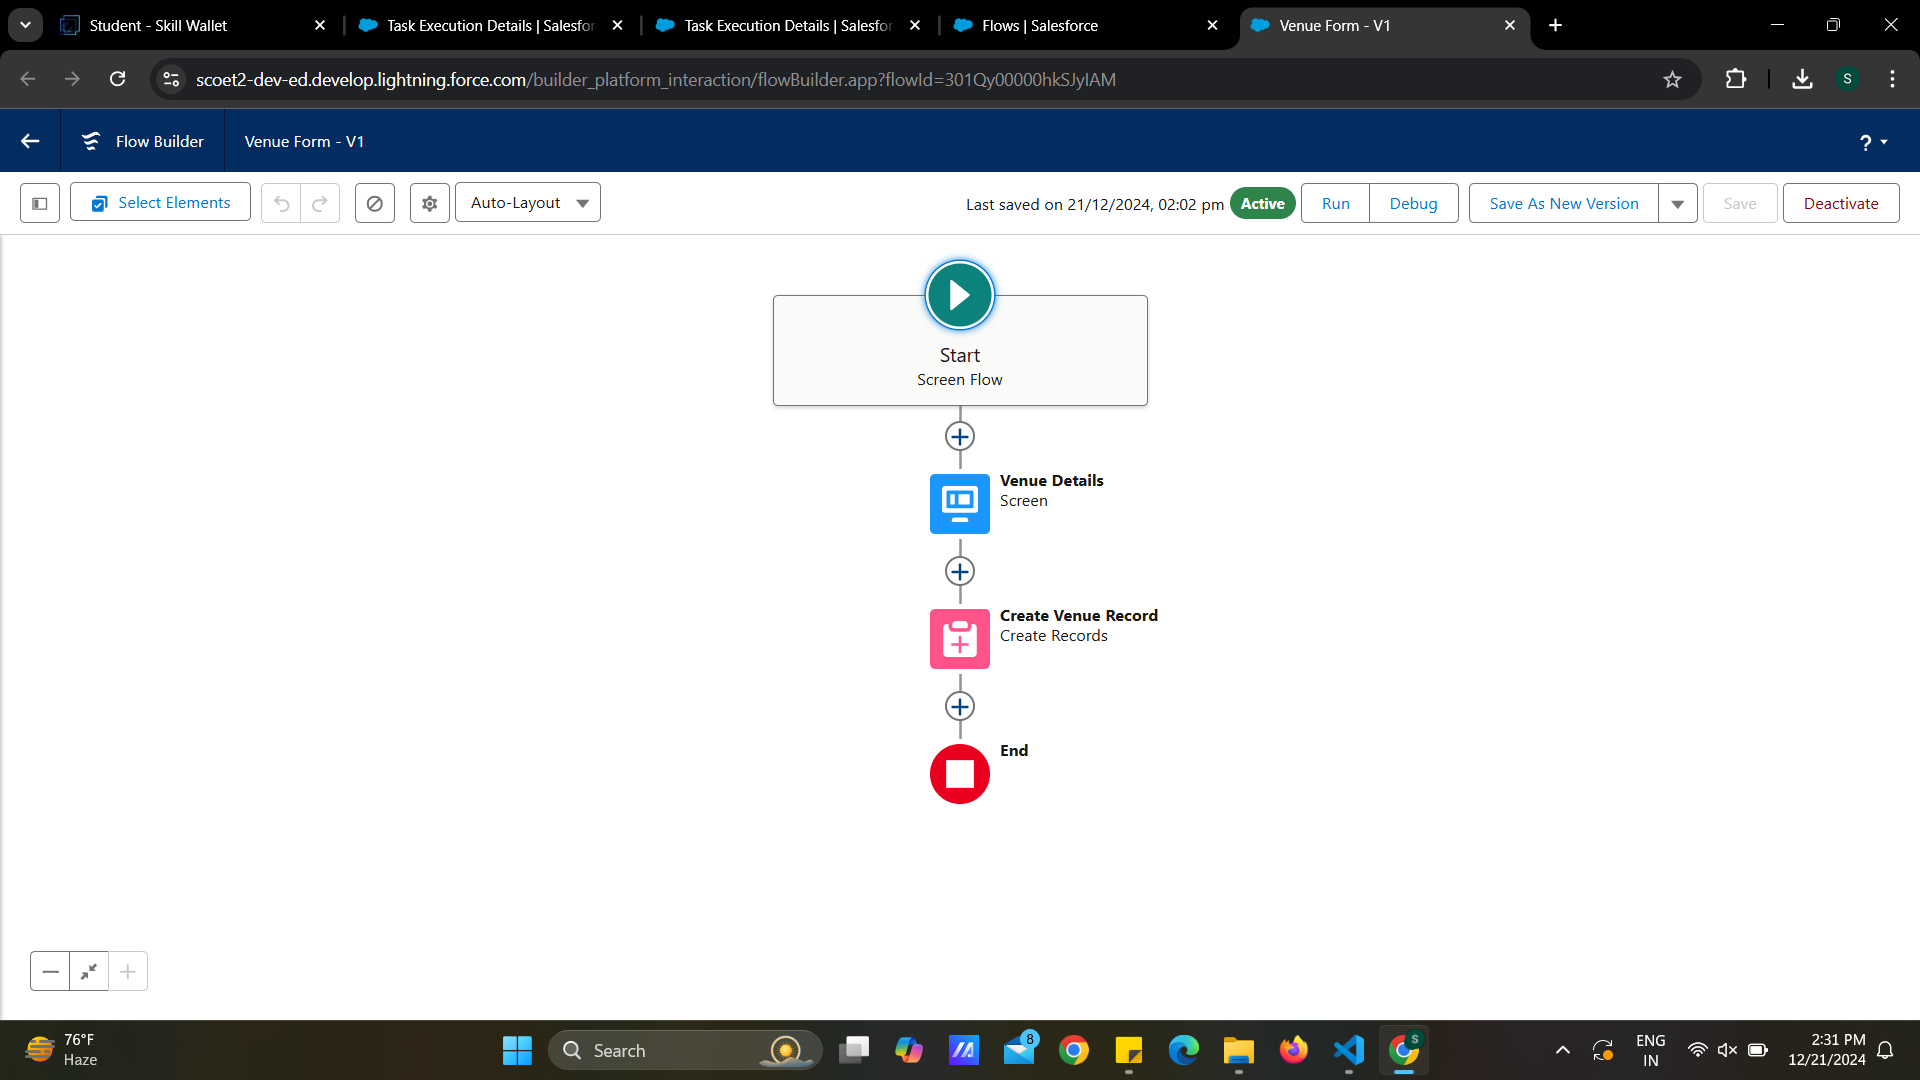 Student - Skill Wallet
Task Execution Details | Salesfor
Task Execution Details | Salesfor
Flows | Salesforce
Venue Form - V1
scoet2-dev-ed.develop.lightning.force.com/builder_platform_interaction/flowBuilder.app?flowId=301Qy00000hkSJyIAM
S
Flow Builder
Venue Form - V1
?
Select Elements
Auto-Layout
Last saved on 21/12/2024, 02:02 pm
Active
Run
Debug
Save As New Version
Save
Deactivate
Start
Screen Flow
Venue Details
Screen
Create Venue Record
Create Records
End
76°F
Haze
Search
8
S
ENG
IN
2:31 PM
12/21/2024